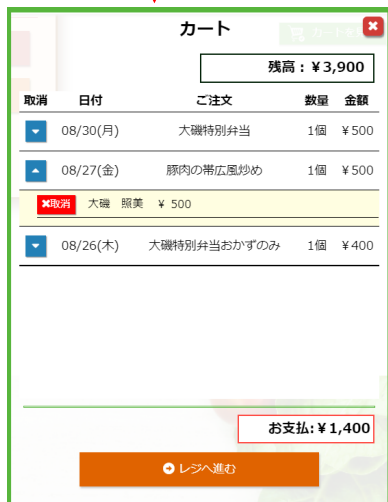 カート
残高：¥3,900
取消 日付 ご注文 数量 金額
08/30(月) 大磯特別弁当 1個 ¥500
08/27(金) 豚肉の帯広風炒め 1個 ¥500
✖取消 大磯 照美 ¥ 500
08/26(木) 大磯特別弁当おかずのみ 1個 ¥400
お支払:¥1,400
レジへ進む